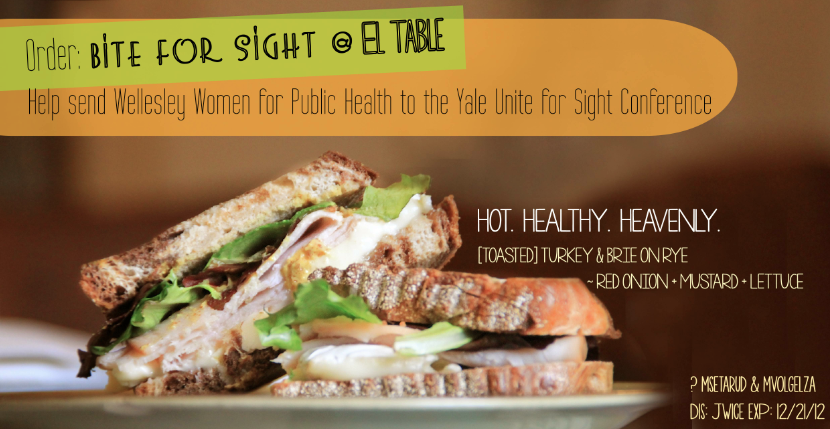 Order: BITE FOR SIGHT @ EL TABLE
Help send Wellesley Women for Public Health to the Yale Unite for Sight Conference
HOT. HEALTHY. HEAVENLY.
[TOASTED] TURKEY & BRIE ON RYE
~ RED ONION + MUSTARD + LETTUCE
? MSETARUD & MVOLGELZA
DIS: JWICE EXP: 12/21/12